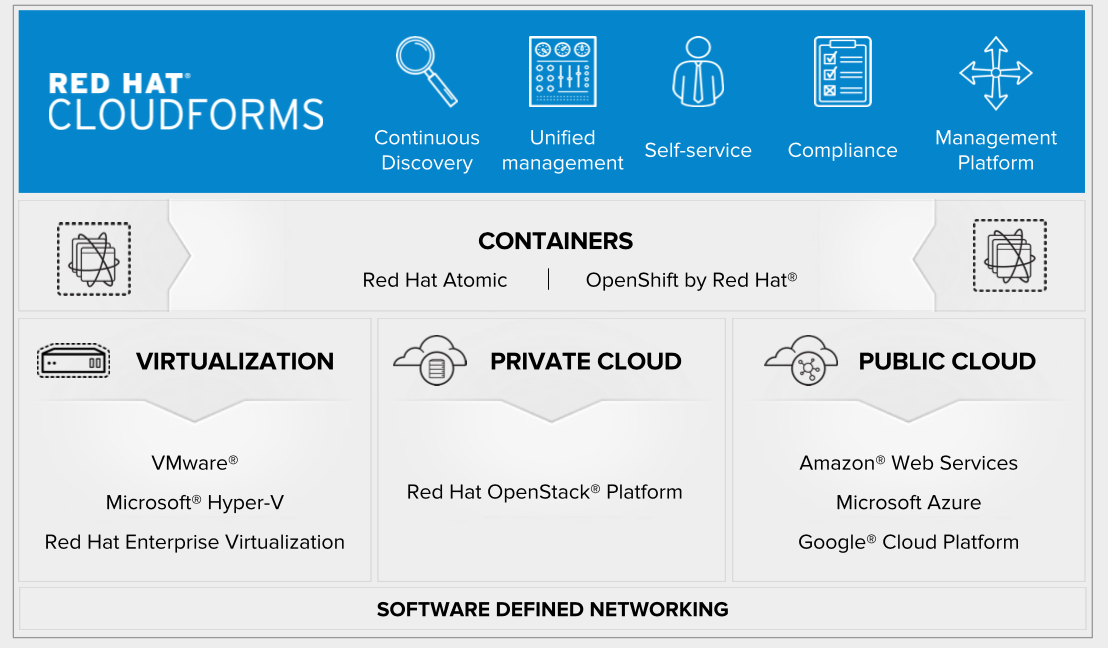 RED HAT®
CLOUDFORMS
Continuous
Discovery
Unified
management
Self-service
Compliance
Management
Platform
CONTAINERS
Red Hat Atomic | OpenShift by Red Hat®
VIRTUALIZATION
VMware®
Microsoft® Hyper-V
Red Hat Enterprise Virtualization
PRIVATE CLOUD
Red Hat OpenStack® Platform
PUBLIC CLOUD
Amazon® Web Services
Microsoft Azure
Google® Cloud Platform
SOFTWARE DEFINED NETWORKING